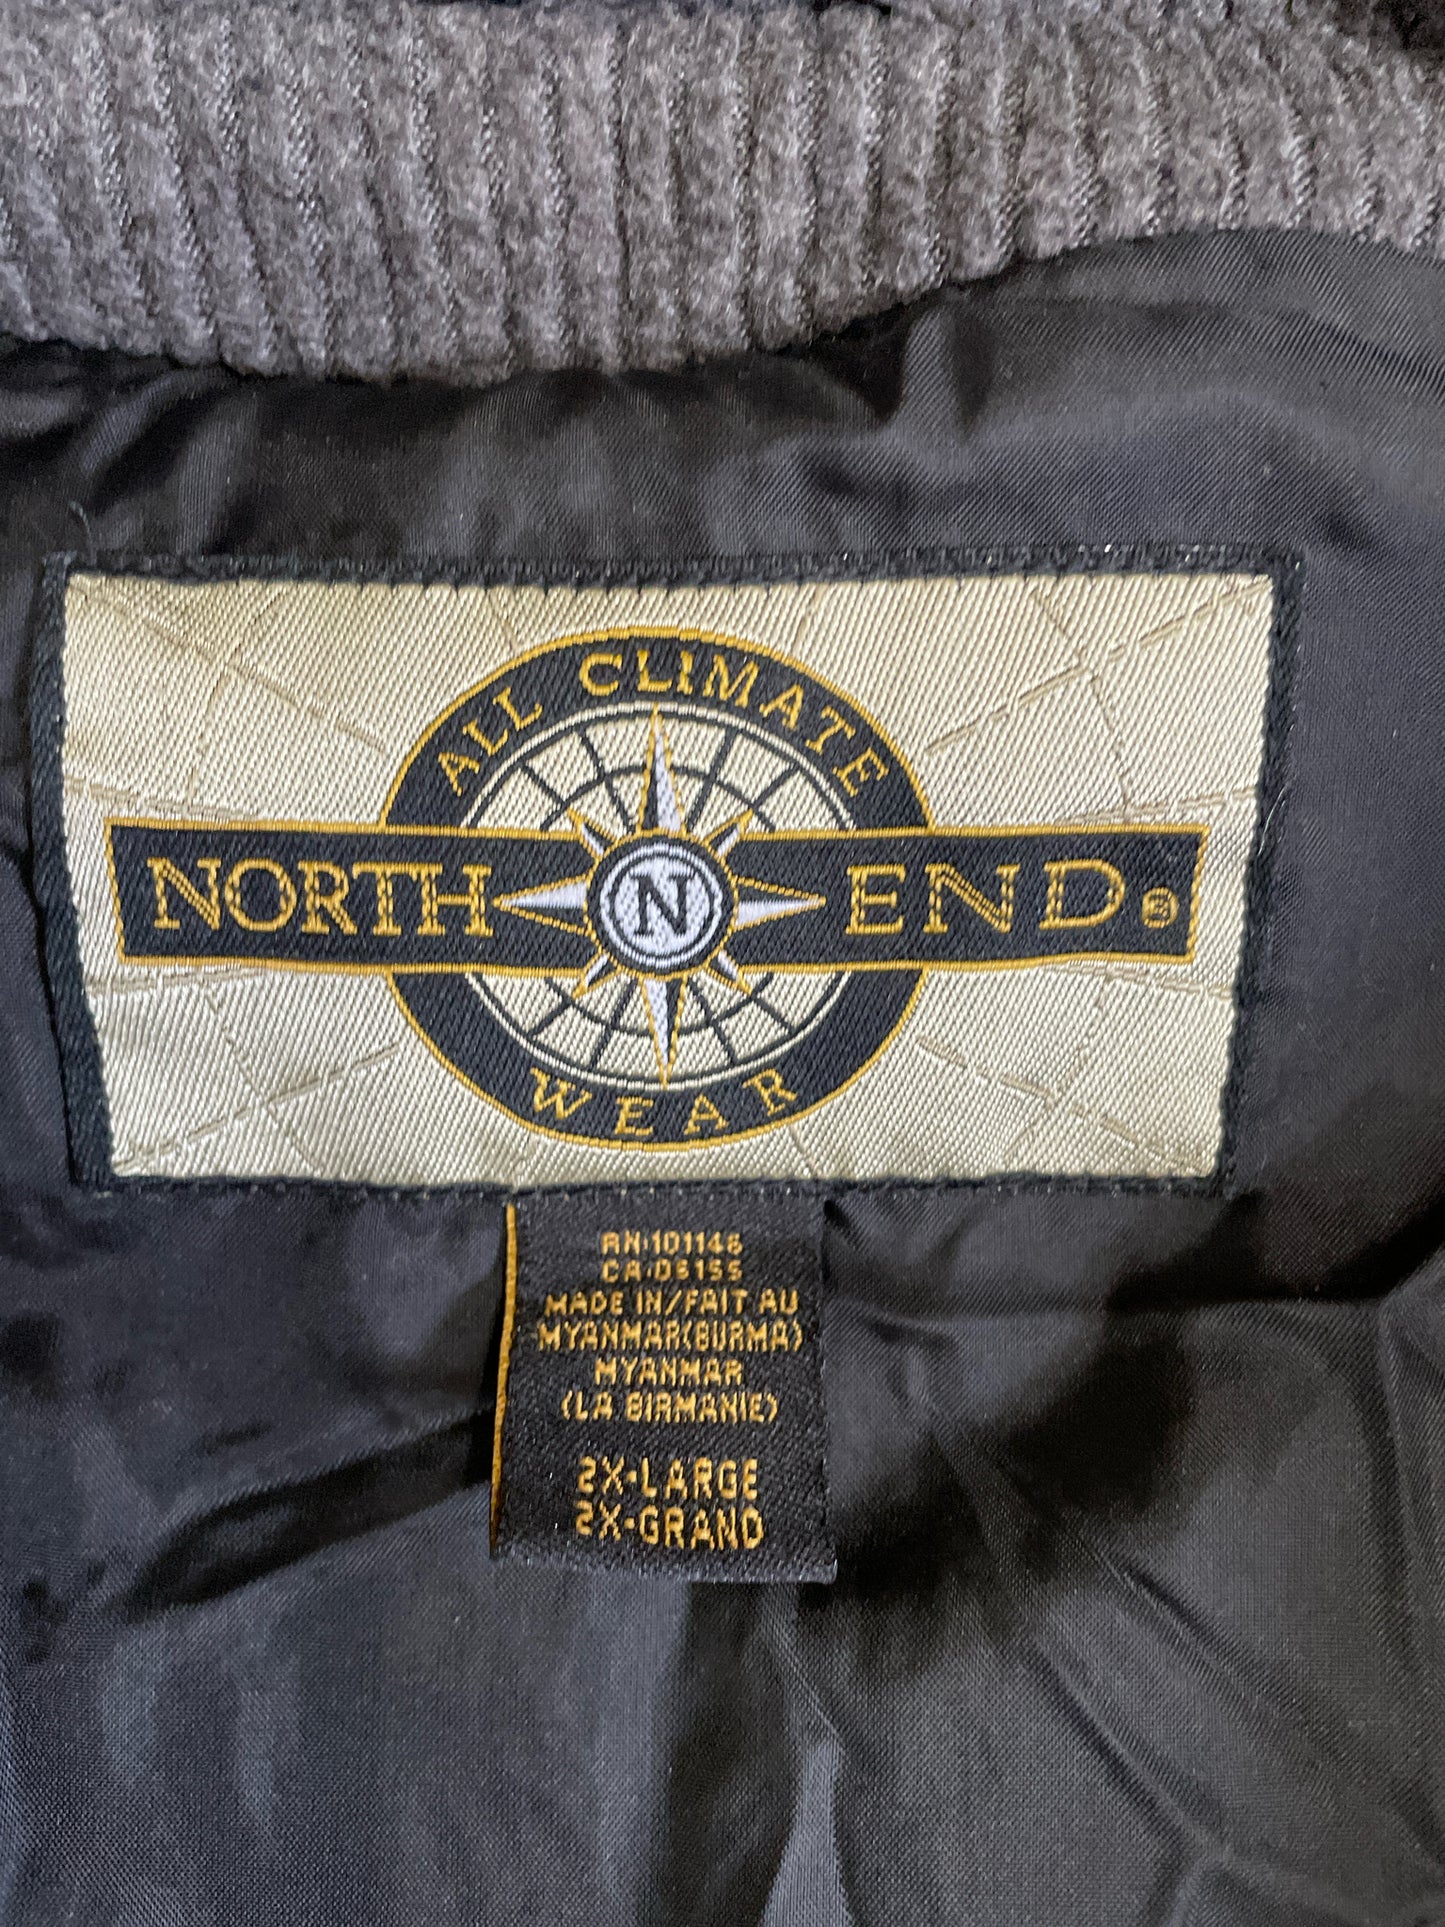 ALL CLIMATE
NORTH N END®
WEAR
RN·101146
CA·05155
MADE IN/FAIT AU
MYANMAR(BURMA)
MYANMAR
(LA BIRMANIE)
2X-LARGE
2X-GRAND